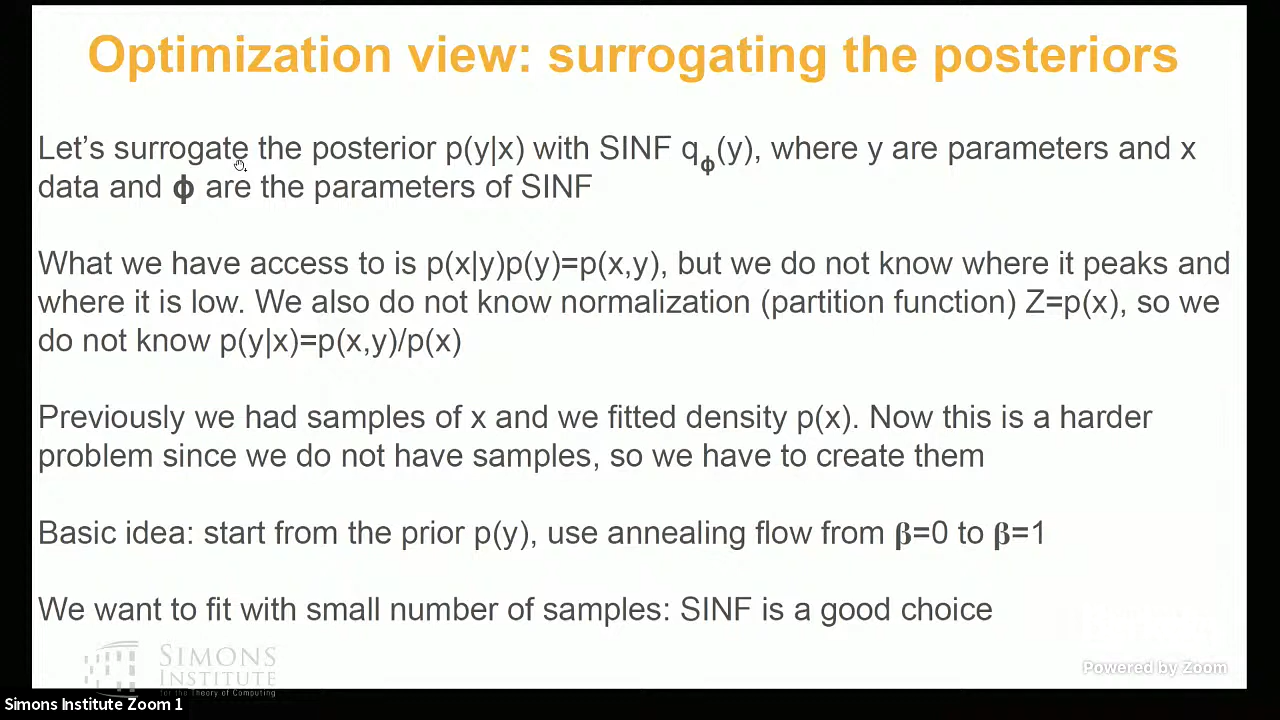 Optimization view: surrogating the posteriors
Let's surrogate the posterior p(y|x) with SINF qϕ(y), where y are parameters and x
data and ϕ are the parameters of SINF
What we have access to is p(x|y)p(y)=p(x,y), but we do not know where it peaks and
where it is low. We also do not know normalization (partition function) Z=p(x), so we
do not know p(y|x)=p(x,y)/p(x)
Previously we had samples of x and we fitted density p(x). Now this is a harder
problem since we do not have samples, so we have to create them
Basic idea: start from the prior p(y), use annealing flow from β=0 to β=1
We want to fit with small number of samples: SINF is a good choice
SIMONS
INSTITUTE
for the Theory of Computing
Powered by Zoom
Simons Institute Zoom 1